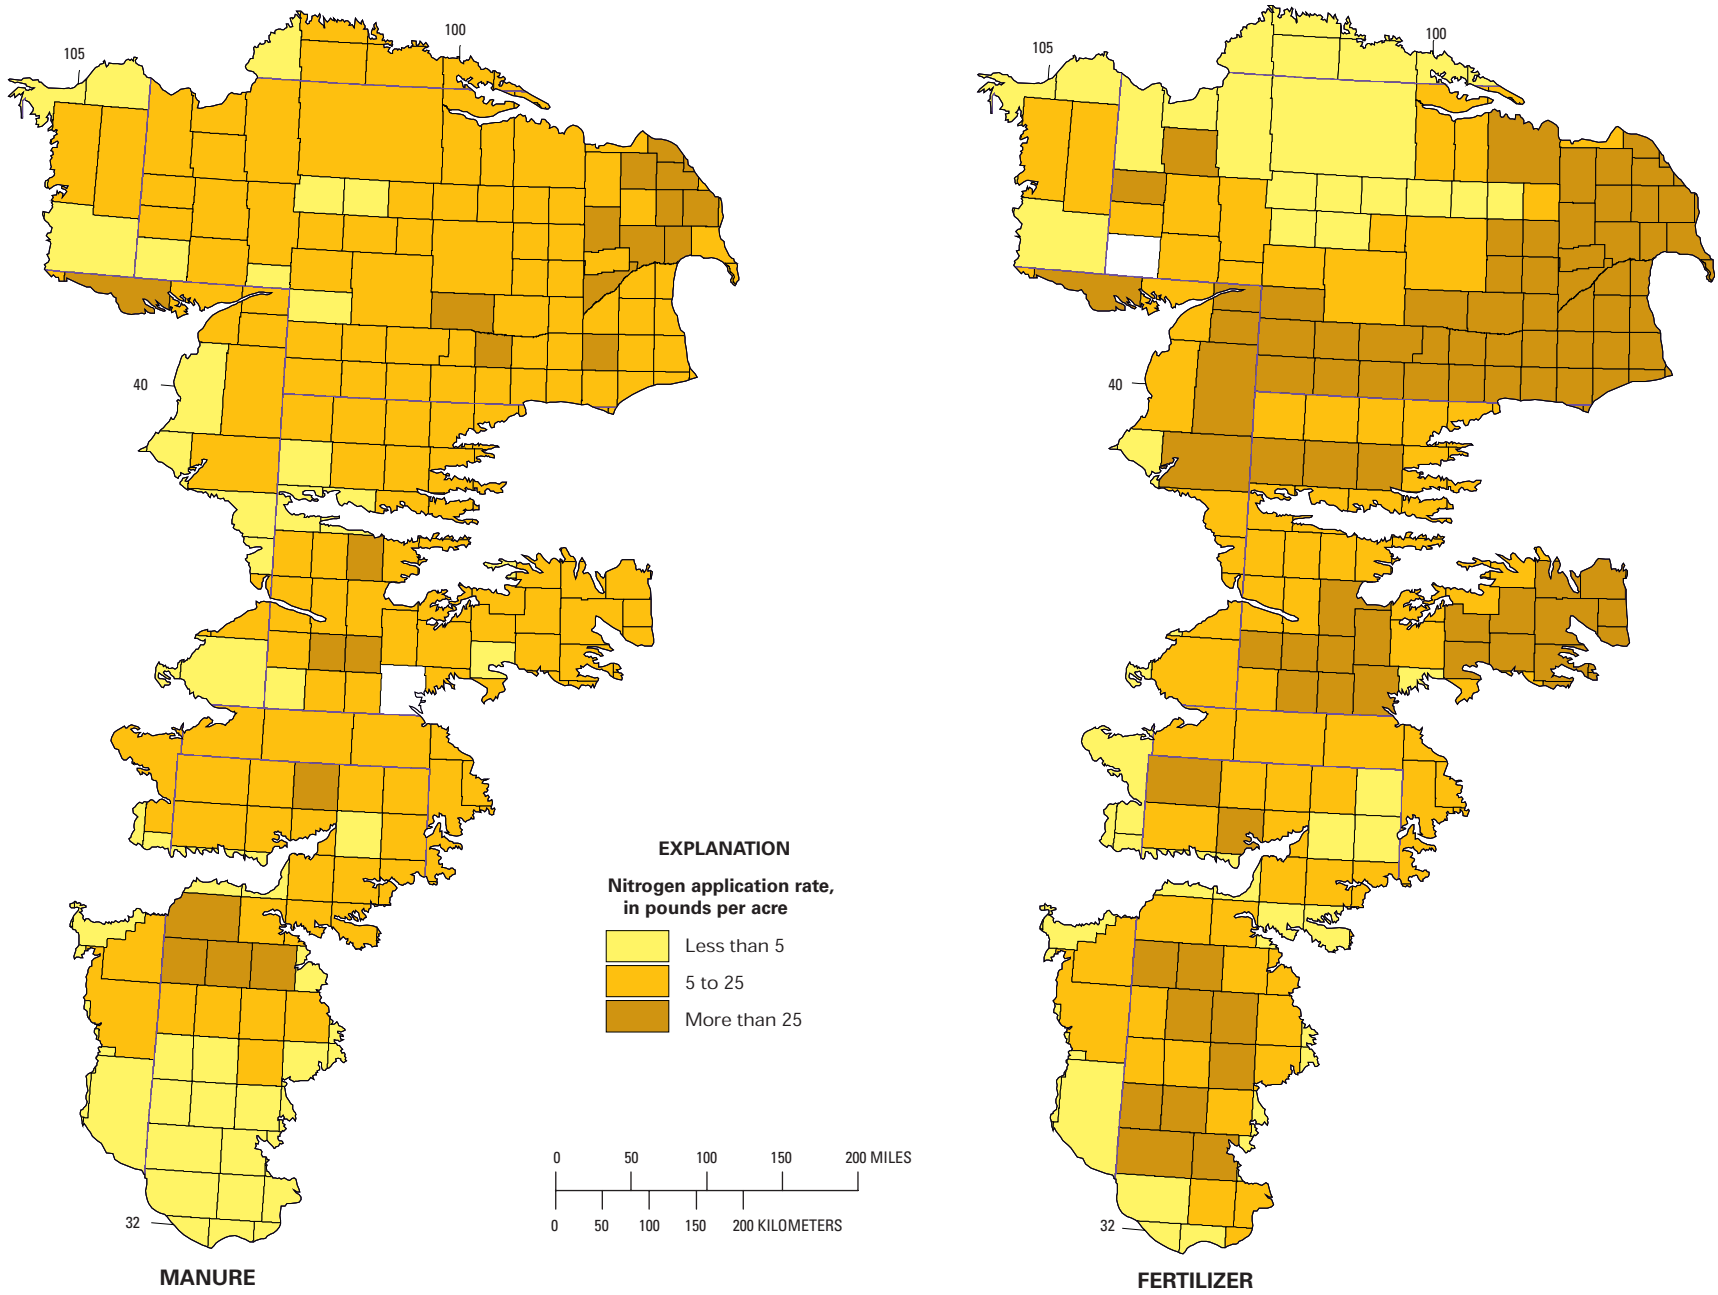 105
100
40
32
MANURE
EXPLANATION
Nitrogen application rate,
in pounds per acre
Less than 5
5 to 25
More than 25
0 50 100 150 200 MILES
0 50 100 150 200 KILOMETERS
105
100
40
32
FERTILIZER